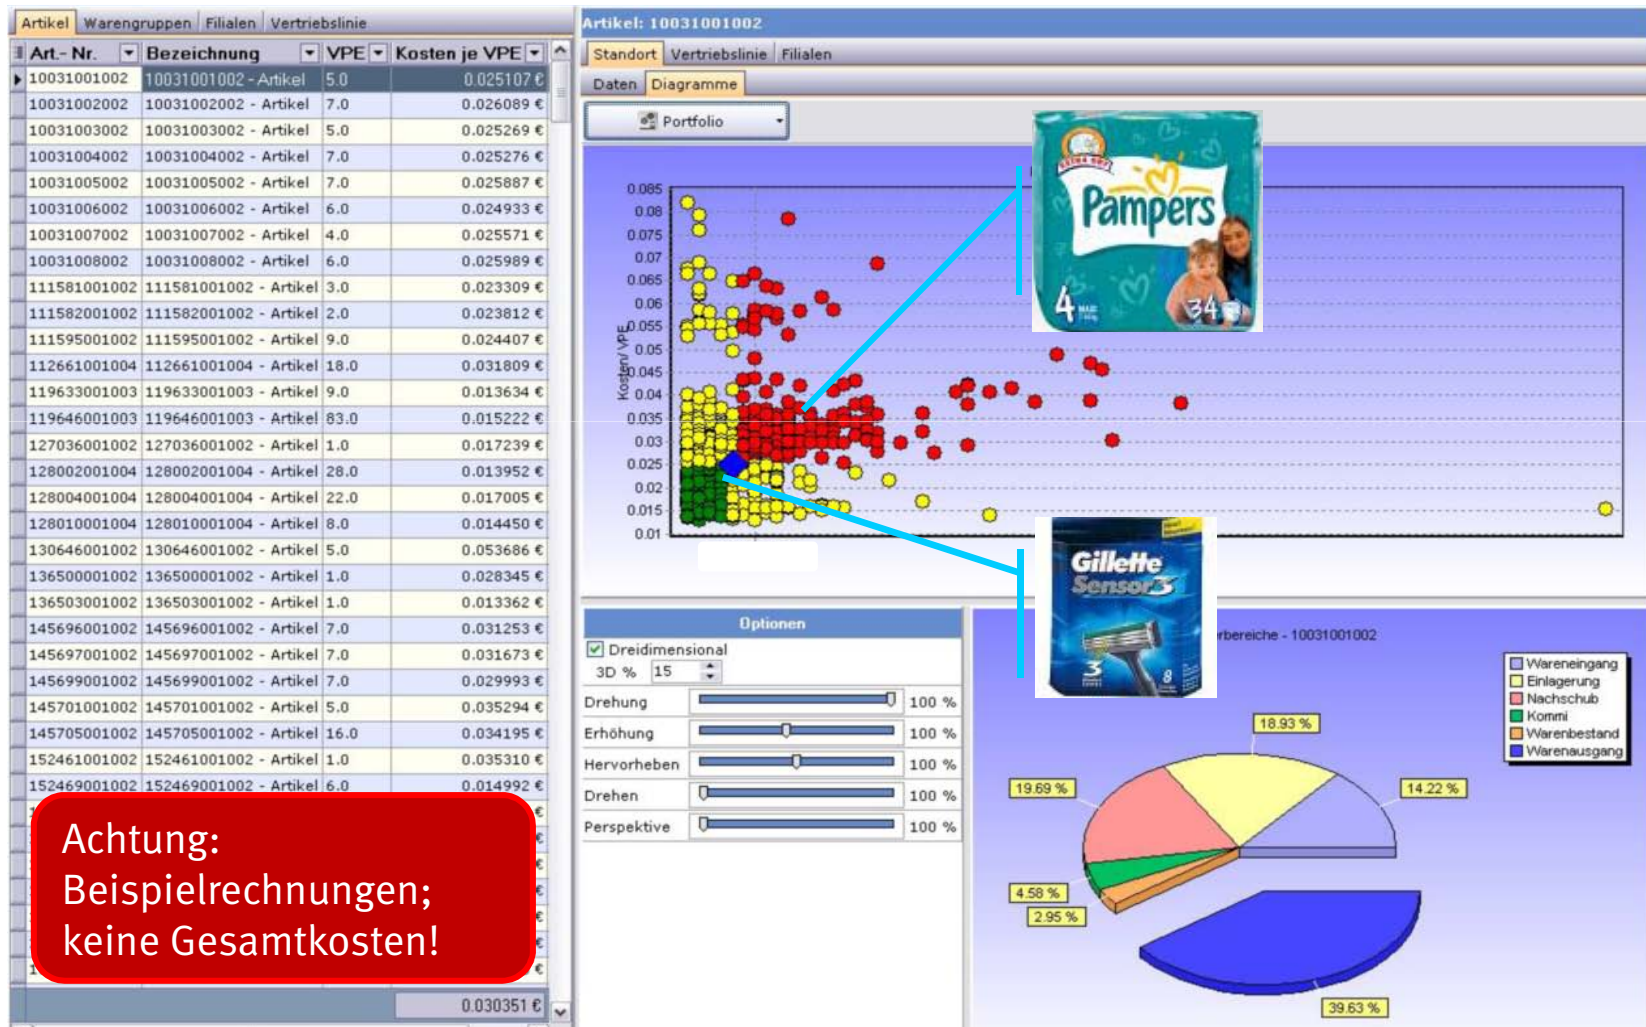 Artikel Warengruppen Filialen Vertriebslinie
Art.- Nr. Bezeichnung VPE Kosten je VPE
10031001002 10031001002 - Artikel 5.0 0.025107 €
10031002002 10031002002 - Artikel 7.0 0.026089 €
10031003002 10031003002 - Artikel 5.0 0.025269 €
10031004002 10031004002 - Artikel 7.0 0.025276 €
10031005002 10031005002 - Artikel 7.0 0.025887 €
10031006002 10031006002 - Artikel 6.0 0.024933 €
10031007002 10031007002 - Artikel 4.0 0.025571 €
10031008002 10031008002 - Artikel 6.0 0.025989 €
111581001002 111581001002 - Artikel 3.0 0.023309 €
111582001002 111582001002 - Artikel 2.0 0.023812 €
111595001002 111595001002 - Artikel 9.0 0.024407 €
112661001004 112661001004 - Artikel 18.0 0.031809 €
119633001003 119633001003 - Artikel 9.0 0.013634 €
119646001003 119646001003 - Artikel 83.0 0.015222 €
127036001002 127036001002 - Artikel 1.0 0.017239 €
128002001004 128002001004 - Artikel 28.0 0.013952 €
128004001004 128004001004 - Artikel 22.0 0.017005 €
128010001004 128010001004 - Artikel 8.0 0.014450 €
130646001002 130646001002 - Artikel 5.0 0.053686 €
136500001002 136500001002 - Artikel 1.0 0.028345 €
136503001002 136503001002 - Artikel 1.0 0.013362 €
145696001002 145696001002 - Artikel 7.0 0.031253 €
145697001002 145697001002 - Artikel 7.0 0.031673 €
145699001002 145699001002 - Artikel 7.0 0.029993 €
145701001002 145701001002 - Artikel 5.0 0.035294 €
145705001002 145705001002 - Artikel 16.0 0.034195 €
152461001002 152461001002 - Artikel 1.0 0.035310 €
152469001002 152469001002 - Artikel 6.0 0.014992 €
Achtung:
Beispielrechnungen;
keine Gesamtkosten!
0.030351 €
Artikel: 10031001002
Standort Vertriebslinie Filialen
Daten Diagramme
Portfolio
Kosten/ VPE
0.085
0.08
0.075
0.07
0.065
0.06
0.055
0.05
0.045
0.04
0.035
0.03
0.025
0.02
0.015
0.01
Pampers
4 MAXI 34
Gillette
Sensor3
3 8
Optionen
Dreidimensional
3D % 15
Drehung 100 %
Erhöhung 100 %
Hervorheben 100 %
Drehen 100 %
Perspektive 100 %
rbereiche - 10031001002
Wareneingang
Einlagerung
Nachschub
Kommi
Warenbestand
Warenausgang
18.93 %
19.69 %
14.22 %
4.58 %
2.95 %
39.63 %